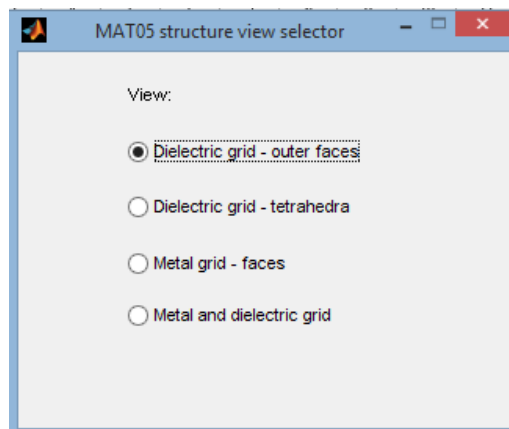 MAT05 structure view selector
View:
Dielectric grid - outer faces
Dielectric grid - tetrahedra
Metal grid - faces
Metal and dielectric grid